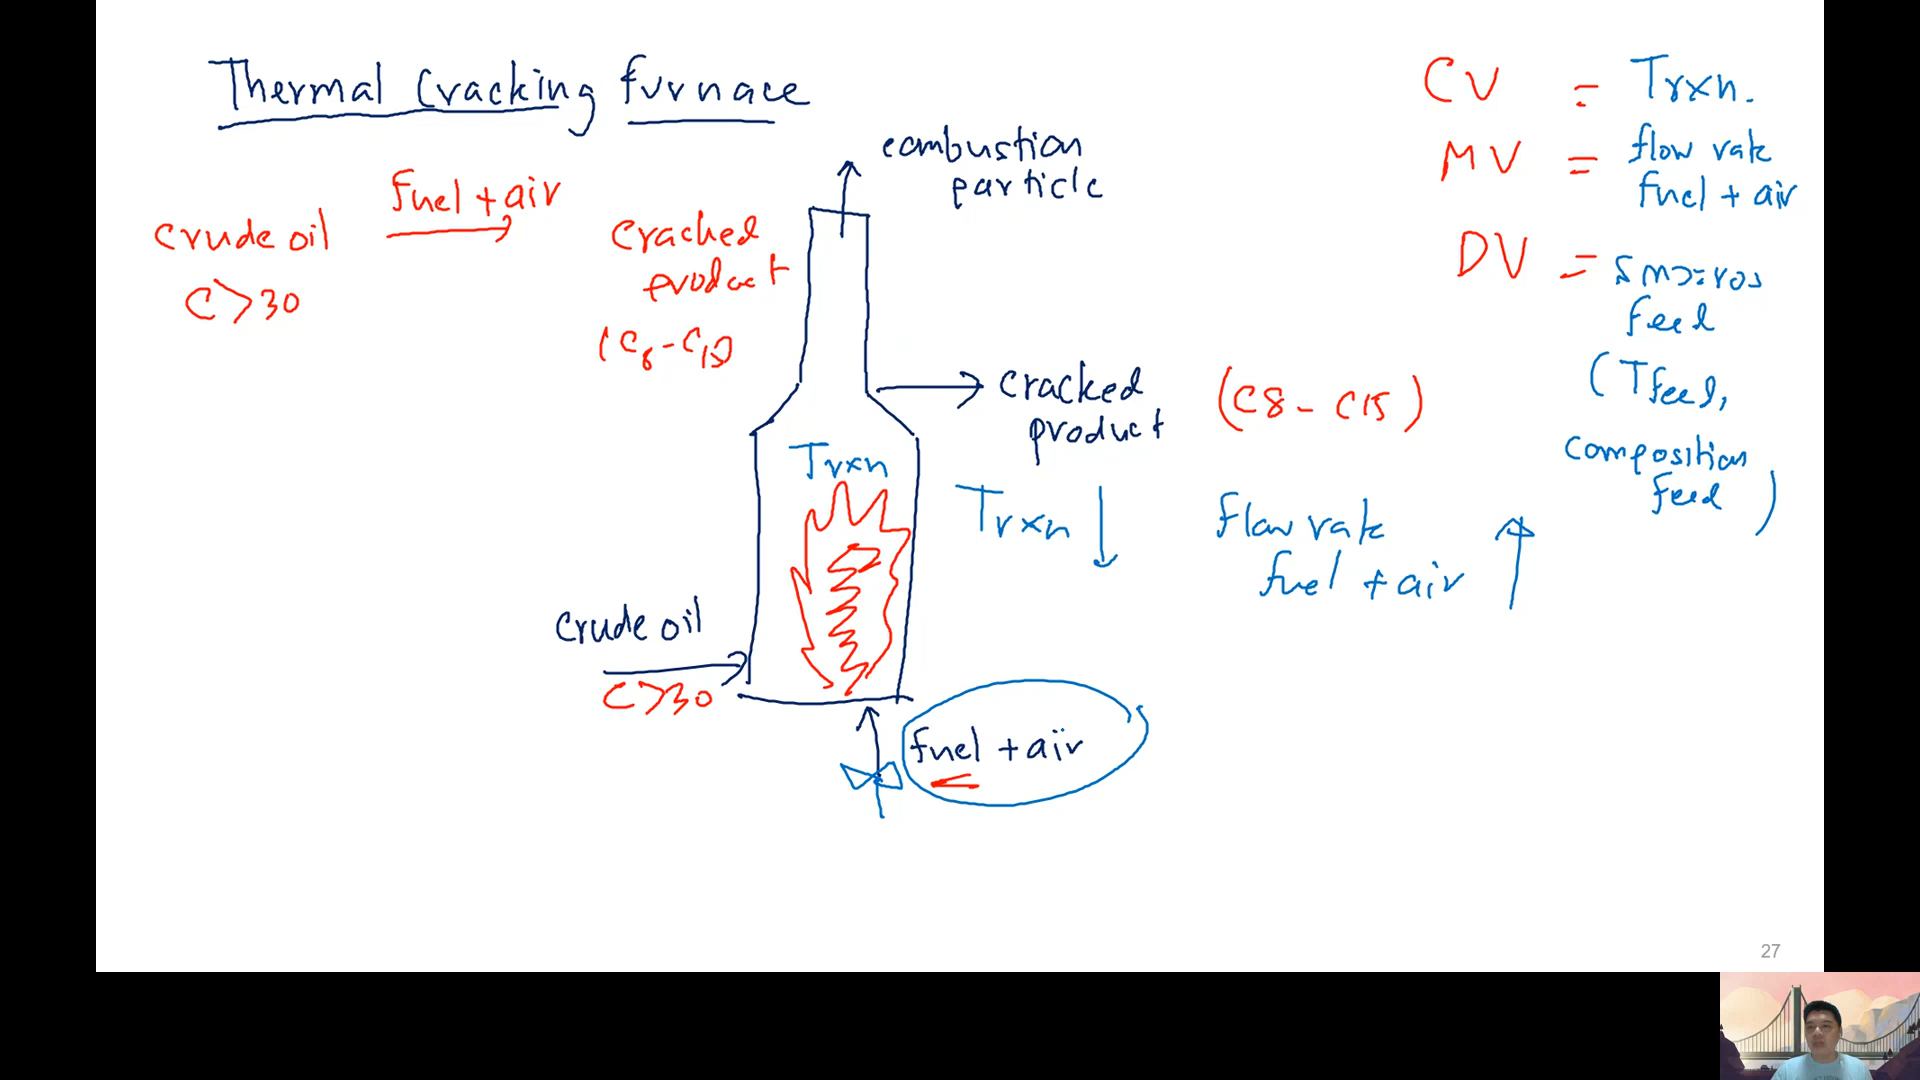 Thermal Cracking furnace
crude oil
C>30
fuel + air
cracked
product
(C8-C15)
combustion
particle
cracked
product
(C8-C15)
Trxn
Trxn ↓
flow rate
fuel + air ↑
crude oil
C>30
fuel + air
CV = Trxn.
MV = flow rate
fuel + air
DV =
feed
(Tfeed,
composition
feed)
27